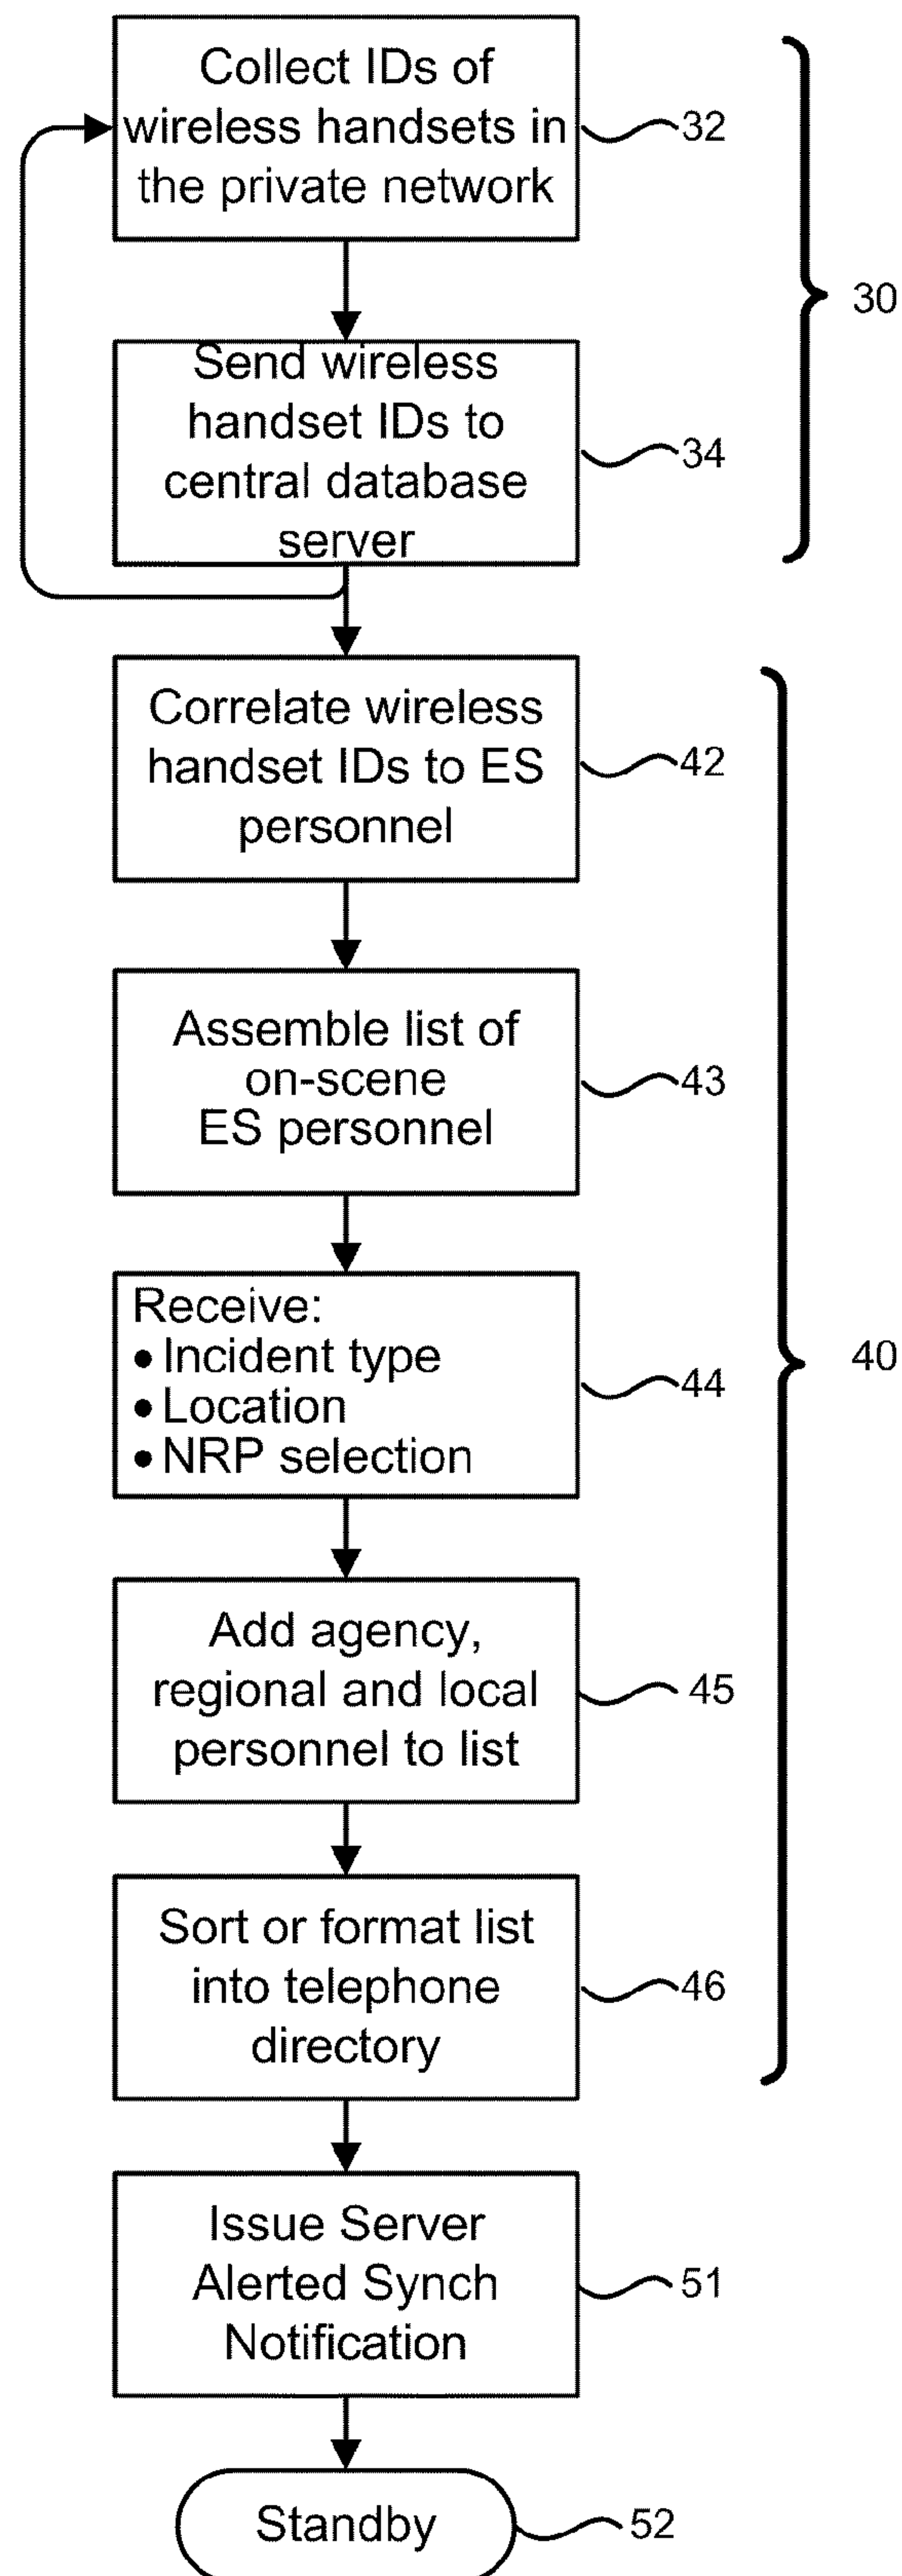 Collect IDs of
wireless handsets in
the private network
32
30
Send wireless
handset IDs to
central database
server
34
Correlate wireless
handset IDs to ES
personnel
42
Assemble list of
on-scene
ES personnel
43
Receive:
• Incident type
• Location
• NRP selection
44
40
Add agency,
regional and local
personnel to list
45
Sort or format list
into telephone
directory
46
Issue Server
Alerted Synch
Notification
51
Standby
52